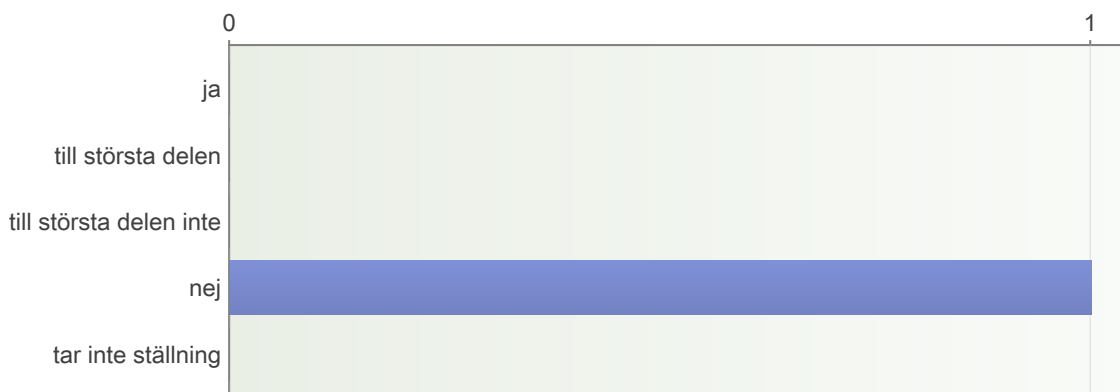 0 1
ja
till största delen
till största delen inte
nej
tar inte ställning